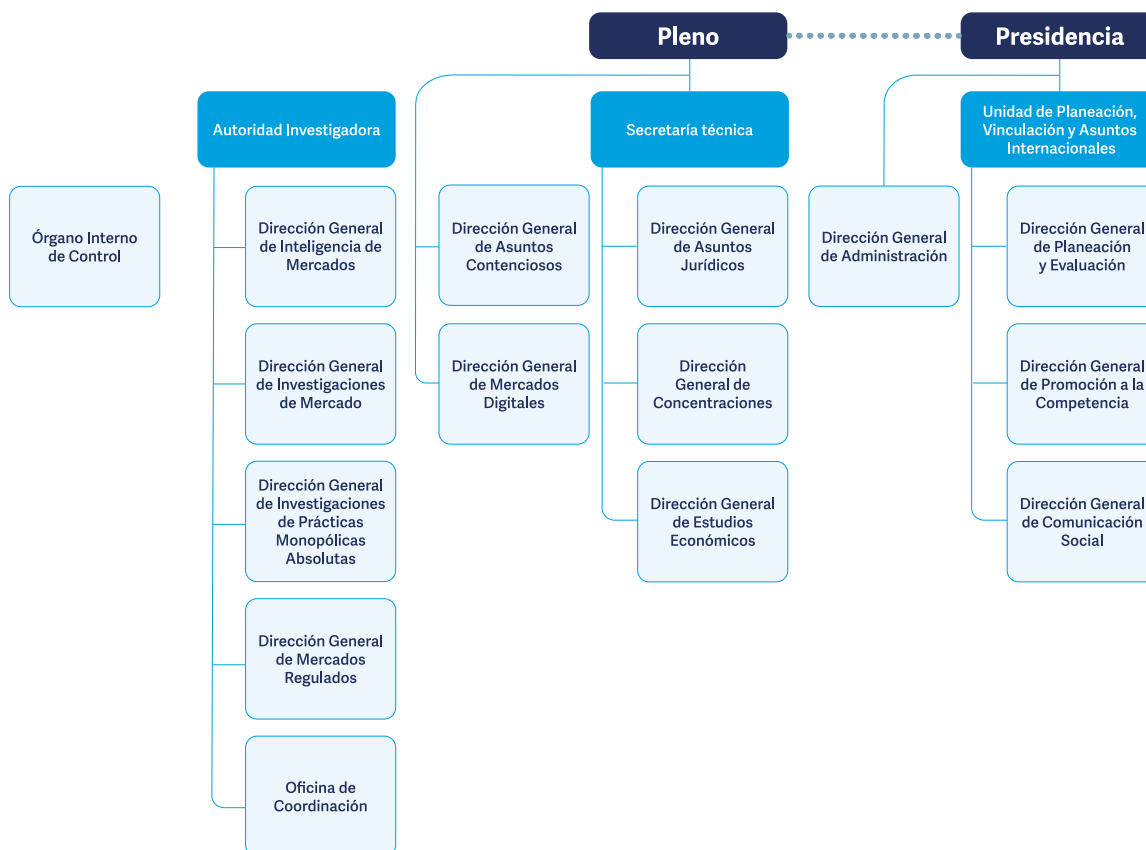 Pleno
Presidencia
Autoridad Investigadora
Secretaría técnica
Unidad de Planeación,
Vinculación y Asuntos
Internacionales
Órgano Interno
de Control
Dirección General
de Inteligencia de
Mercados
Dirección General
de Asuntos
Contenciosos
Dirección General
de Asuntos
Jurídicos
Dirección General
de Administración
Dirección General
de Planeación
y Evaluación
Dirección General
de Investigaciones
de Mercado
Dirección General
de Mercados
Digitales
Dirección
General de
Concentraciones
Dirección General
de Promoción a la
Competencia
Dirección General
de Investigaciones
de Prácticas
Monopólicas
Absolutas
Dirección General
de Estudios
Económicos
Dirección General
de Comunicación
Social
Dirección General
de Mercados
Regulados
Oficina de
Coordinación